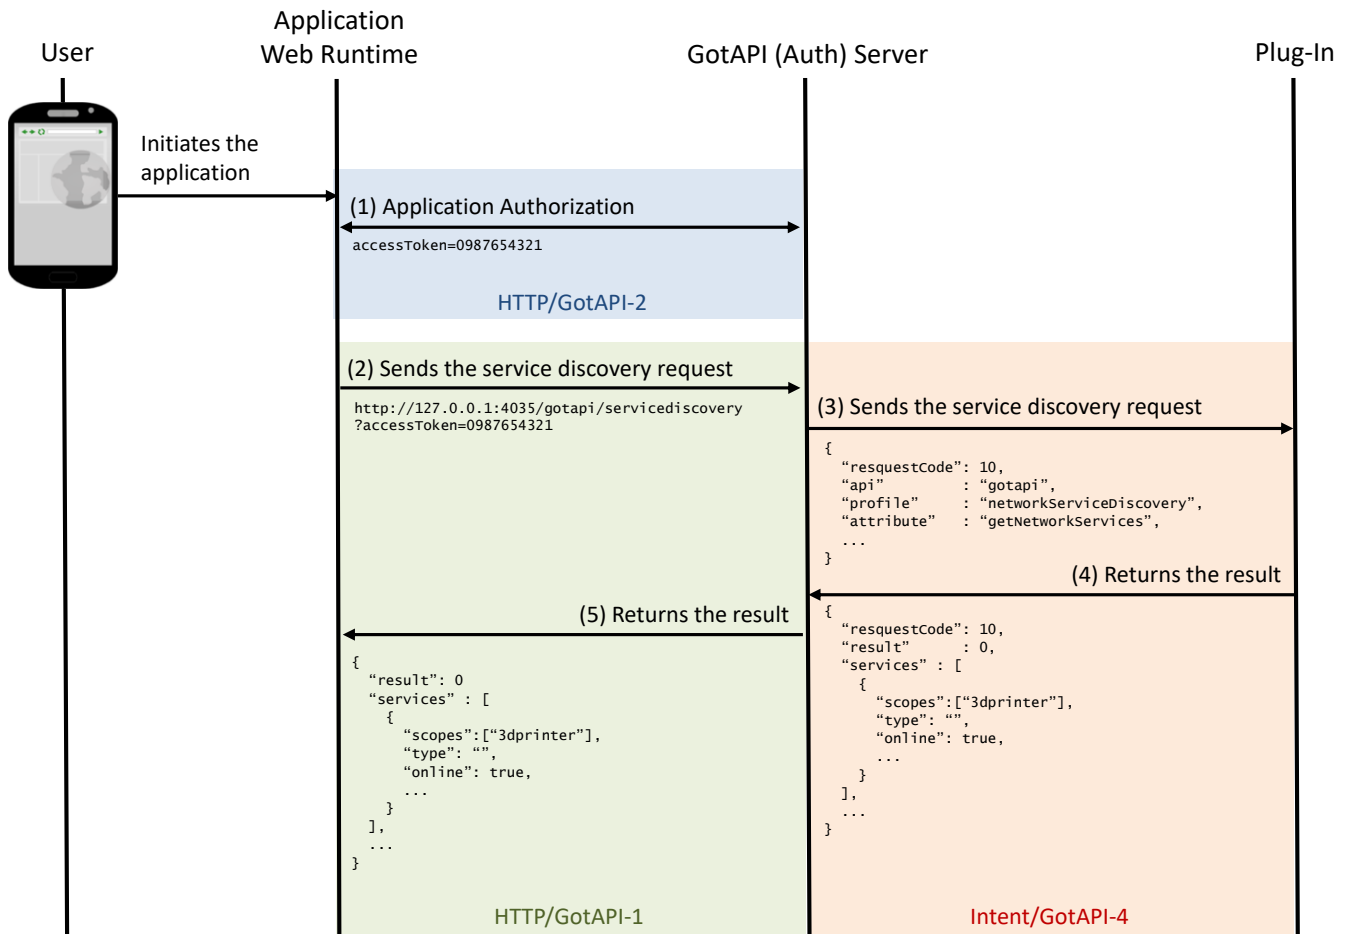 User
Application
Web Runtime
GotAPI (Auth) Server
Plug-In
Initiates the
application
(1) Application Authorization
accessToken=0987654321
HTTP/GotAPI-2
(2) Sends the service discovery request
http://127.0.0.1:4035/gotapi/servicediscovery
?accessToken=0987654321
(3) Sends the service discovery request
{
“resquestCode”: 10,
“api” : “gotapi”,
“profile” : “networkServiceDiscovery”,
“attribute” : “getNetworkServices”,
...
}
(4) Returns the result
{
“resquestCode”: 10,
“result” : 0,
“services” : [
{
“scopes”:[“3dprinter”],
“type”: “”,
“online”: true,
...
}
],
...
}
(5) Returns the result
{
“result”: 0
“services” : [
{
“scopes”:[“3dprinter”],
“type”: “”,
“online”: true,
...
}
],
...
}
HTTP/GotAPI-1
Intent/GotAPI-4